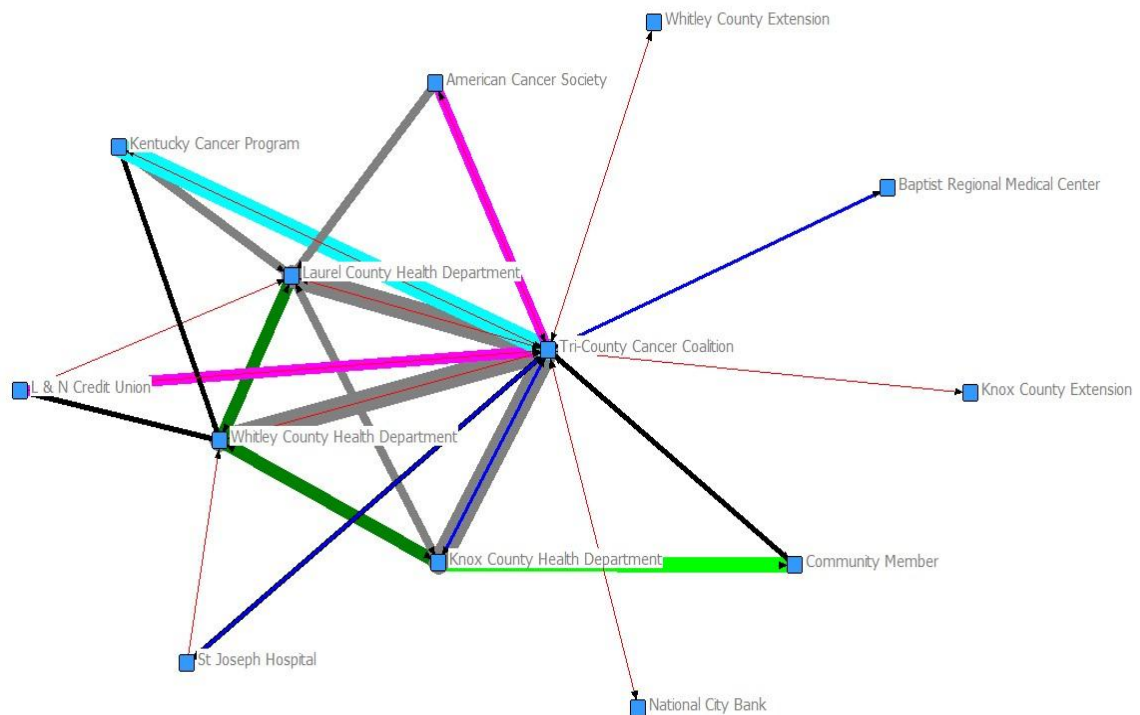 Whitley County Extension
American Cancer Society
Kentucky Cancer Program
Baptist Regional Medical Center
Laurel County Health Department
Tri-County Cancer Coalition
L & N Credit Union
Knox County Extension
Whitley County Health Department
Knox County Health Department
Community Member
St Joseph Hospital
National City Bank